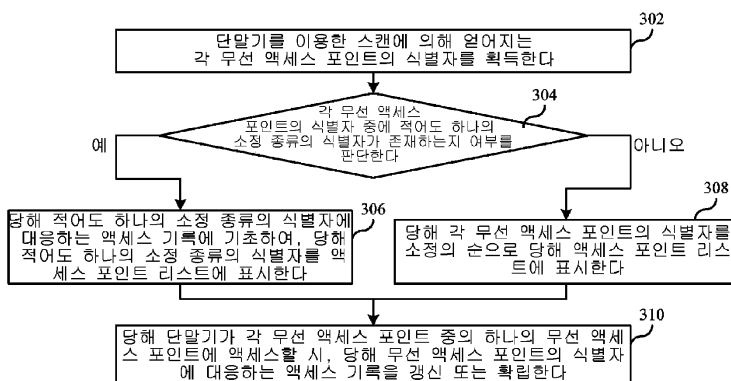 302
단말기를 이용한 스캔에 의해 얻어지는
각 무선 액세스 포인트의 식별자를 획득한다
304
각 무선 액세스
포인트의 식별자 중에 적어도 하나의
소정 종류의 식별자가 존재하는지 여부를
판단한다
예
아니오
306
당해 적어도 하나의 소정 종류의 식별자에
대응하는 액세스 기록에 기초하여, 당해
적어도 하나의 소정 종류의 식별자를 액
세스 포인트 리스트에 표시한다
308
당해 각 무선 액세스 포인트의 식별자를
소정의 순으로 당해 액세스 포인트 리스
트에 표시한다
310
당해 단말기가 각 무선 액세스 포인트 중의 하나의 무선 액세
스 포인트에 액세스할 시, 당해 무선 액세스 포인트의 식별자
에 대응하는 액세스 기록을 갱신 또는 확립한다